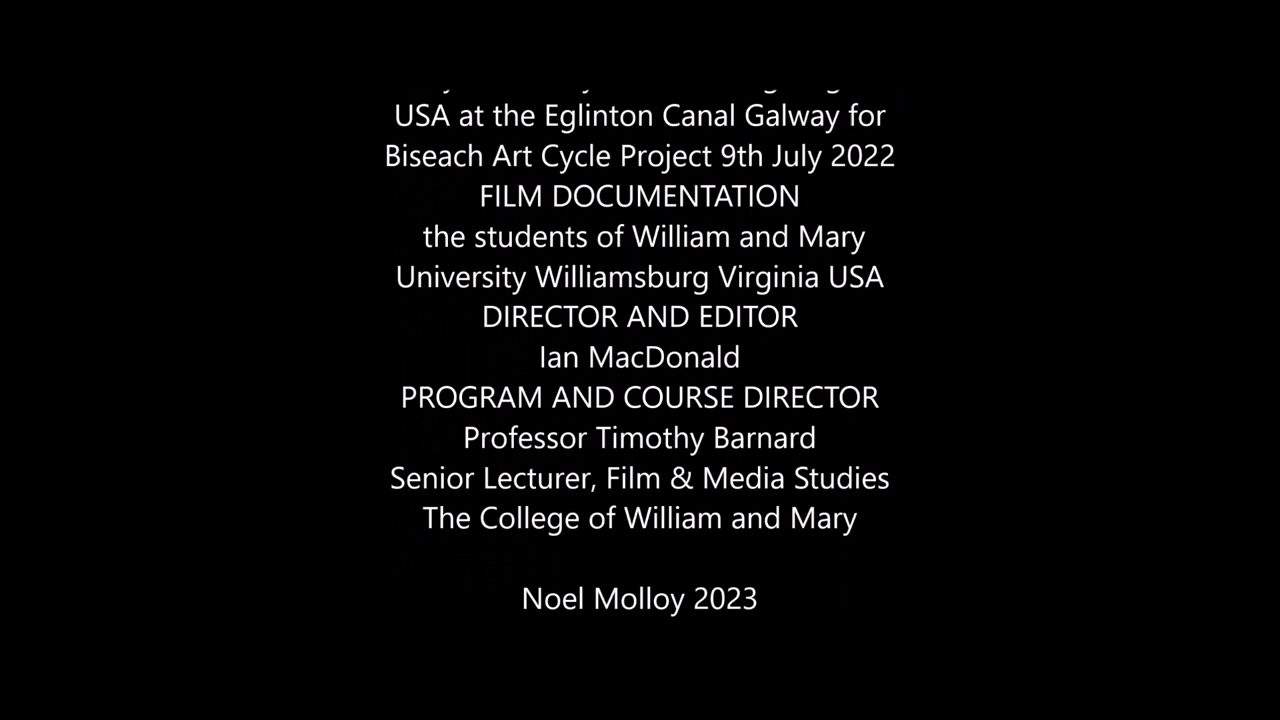 USA at the Eglinton Canal Galway for
Biseach Art Cycle Project 9th July 2022
FILM DOCUMENTATION
the students of William and Mary
University Williamsburg Virginia USA
DIRECTOR AND EDITOR
Ian MacDonald
PROGRAM AND COURSE DIRECTOR
Professor Timothy Barnard
Senior Lecturer, Film & Media Studies
The College of William and Mary
Noel Molloy 2023